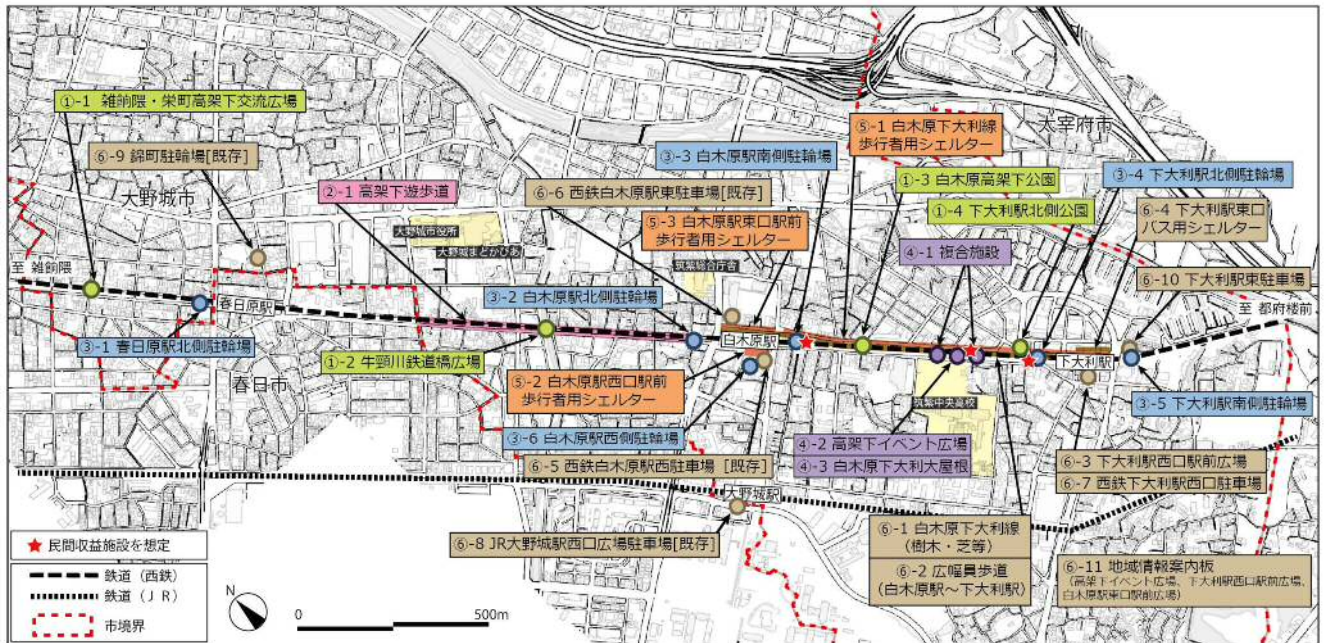 ①-1 雑餉隈・栄町高架下交流広場
⑥-9 錦町駐輪場[既存]
大野城市
②-1 高架下遊歩道
大野城市役所
大野城まどかぴあ
⑥-6 西鉄白木原駅東駐車場[既存]
③-3 白木原駅南側駐輪場
⑤-3 白木原駅東口駅前
歩行者用シェルター
筑紫総合庁舎
⑤-1 白木原下大利線
歩行者用シェルター
太宰府市
①-3 白木原高架下公園
③-4 下大利駅北側駐輪場
①-4 下大利駅北側公園
⑥-4 下大利駅東口
バス用シェルター
④-1 複合施設
⑥-10 下大利駅東駐車場
至 雑餉隈
至 都府楼前
春日原駅
③-2 白木原駅北側駐輪場
白木原駅
下大利駅
③-1 春日原駅北側駐輪場
①-2 牛頸川鉄道橋広場
春日市
⑤-2 白木原駅西口駅前
歩行者用シェルター
筑紫中央高校
③-5 下大利駅南側駐輪場
③-6 白木原駅西側駐輪場
④-2 高架下イベント広場
④-3 白木原下大利大屋根
⑥-5 西鉄白木原駅西駐車場 [既存]
⑥-3 下大利駅西口駅前広場
⑥-7 西鉄下大利駅西口駐車場
大野城駅
⑥-8 JR大野城駅西口広場駐車場[既存]
⑥-1 白木原下大利線
(樹木・芝等)
⑥-2 広幅員歩道
(白木原駅～下大利駅)
⑥-11 地域情報案内板
(高架下イベント広場、下大利駅西口駅前広場、
白木原駅東口駅前広場)
★ 民間収益施設を想定
鉄道（西鉄）
鉄道（ＪＲ）
市境界
N
0 500m